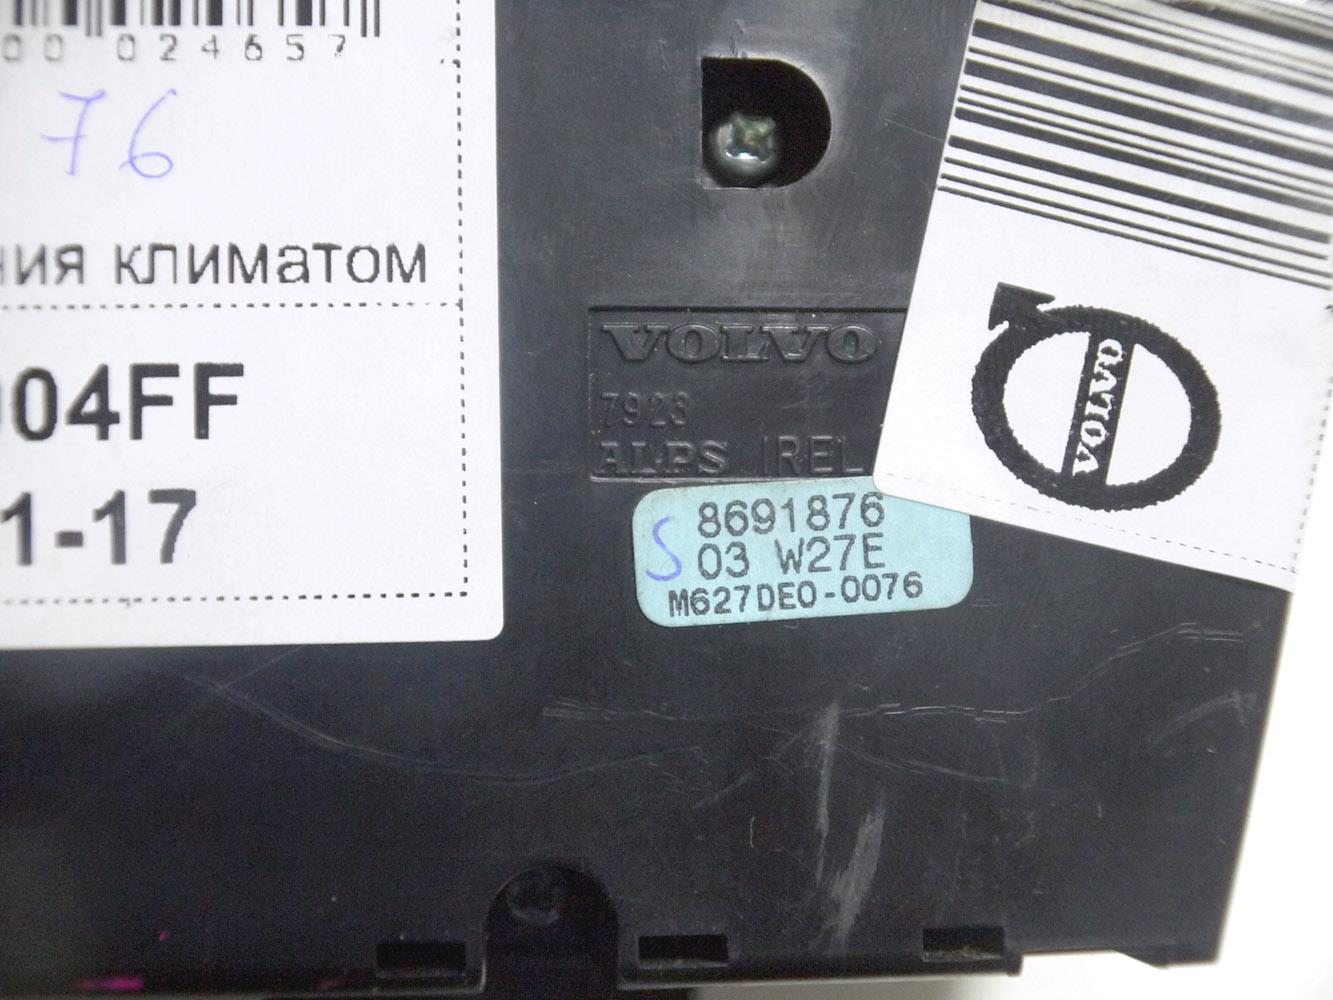 00 024657
76
ния климатом
004FF
1-17
VOLVO
7923
ALPS IREL
S 8691876
03 W27E
M627DE0-0076
VOLVO